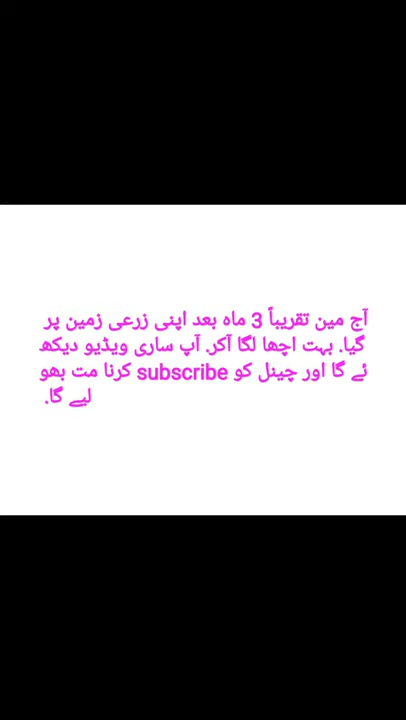 آج مین تقریباً 3 ماہ بعد اپنی زرعی زمین پر
گیا. بہت اچھا لگا آکر. آپ ساری ویڈیو دیکھ
ئے گا اور چینل کو subscribe کرنا مت بھو
لیے گا.